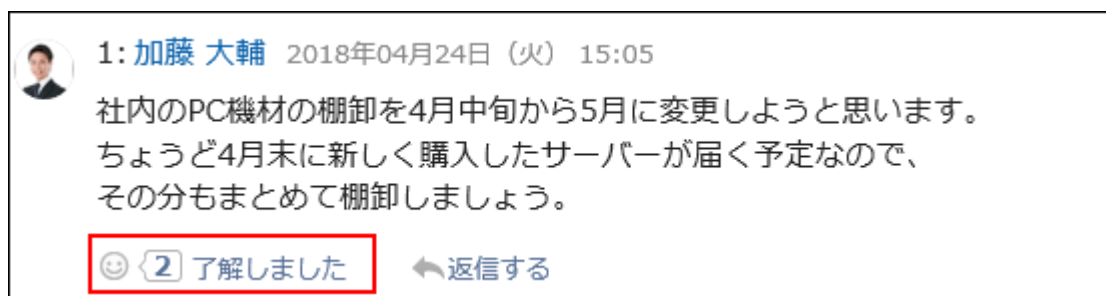 1: 加藤 大輔 2018年04月24日（火） 15:05
社内のPC機材の棚卸を4月中旬から5月に変更しようと思います。
ちょうど4月末に新しく購入したサーバーが届く予定なので、
その分もまとめて棚卸しましょう。
2 了解しました 返信する